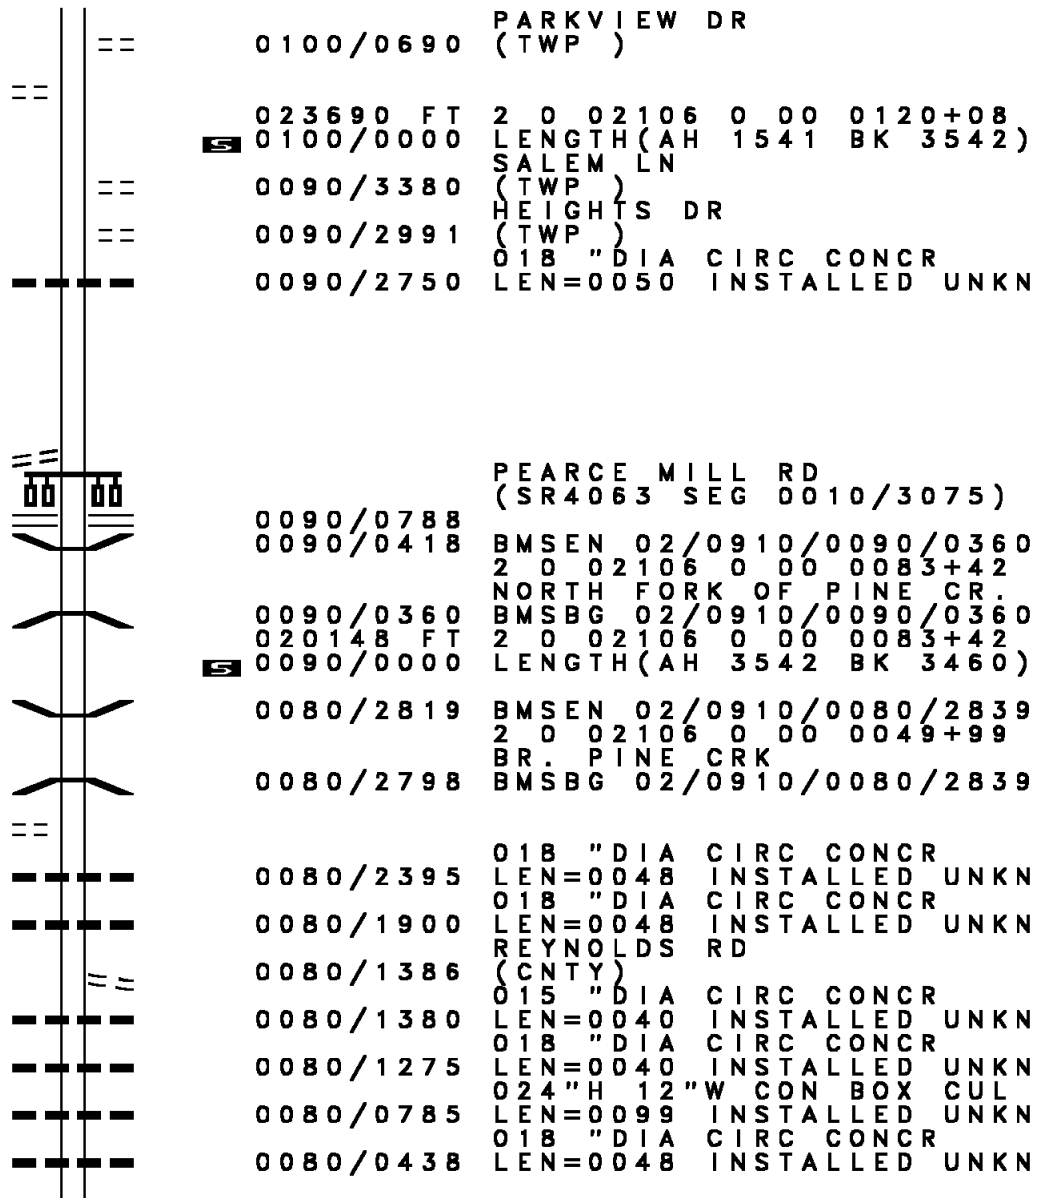 PARKVIEW DR
0100/0690 (TWP )
023690 FT 2 0 02106 0 00 0120+08
S 0100/0000 LENGTH(AH 1541 BK 3542)
SALEM LN
0090/3380 (TWP )
HEIGHTS DR
0090/2991 (TWP )
018 "DIA CIRC CONCR
0090/2750 LEN=0050 INSTALLED UNKN
PEARCE MILL RD
(SR4063 SEG 0010/3075)
0090/0788
0090/0418 BMSEN 02/0910/0090/0360
2 0 02106 0 00 0083+42
NORTH FORK OF PINE CR.
0090/0360 BMSBG 02/0910/0090/0360
020148 FT 2 0 02106 0 00 0083+42
S 0090/0000 LENGTH(AH 3542 BK 3460)
0080/2819 BMSEN 02/0910/0080/2839
2 0 02106 0 00 0049+99
BR. PINE CRK
0080/2798 BMSBG 02/0910/0080/2839
018 "DIA CIRC CONCR
0080/2395 LEN=0048 INSTALLED UNKN
018 "DIA CIRC CONCR
0080/1900 LEN=0048 INSTALLED UNKN
REYNOLDS RD
0080/1386 (CNTY)
015 "DIA CIRC CONCR
0080/1380 LEN=0040 INSTALLED UNKN
018 "DIA CIRC CONCR
0080/1275 LEN=0040 INSTALLED UNKN
024"H 12"W CON BOX CUL
0080/0785 LEN=0099 INSTALLED UNKN
018 "DIA CIRC CONCR
0080/0438 LEN=0048 INSTALLED UNKN